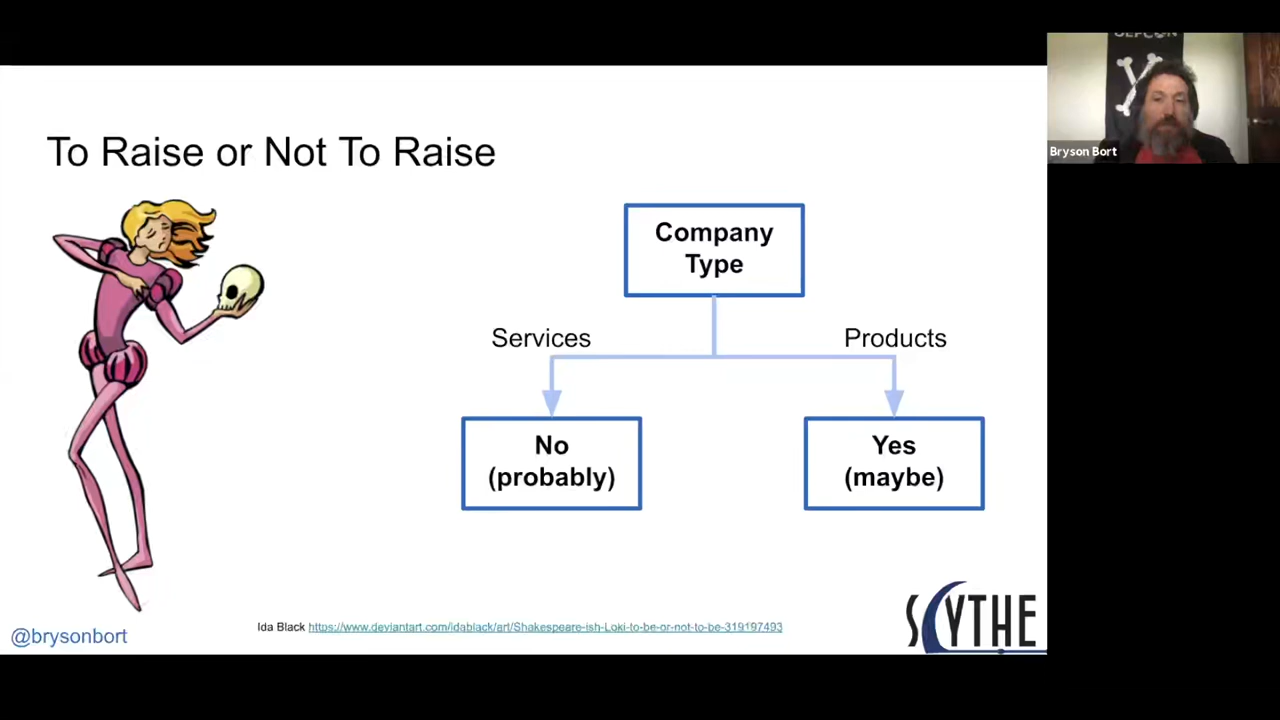 DEFCON
Bryson Bort
To Raise or Not To Raise
Company
Type
Services
Products
No
(probably)
Yes
(maybe)
Ida Black https://www.deviantart.com/idablack/art/Shakespeare-ish-Loki-to-be-or-not-to-be-319197493
@brysonbort
SCYTHE